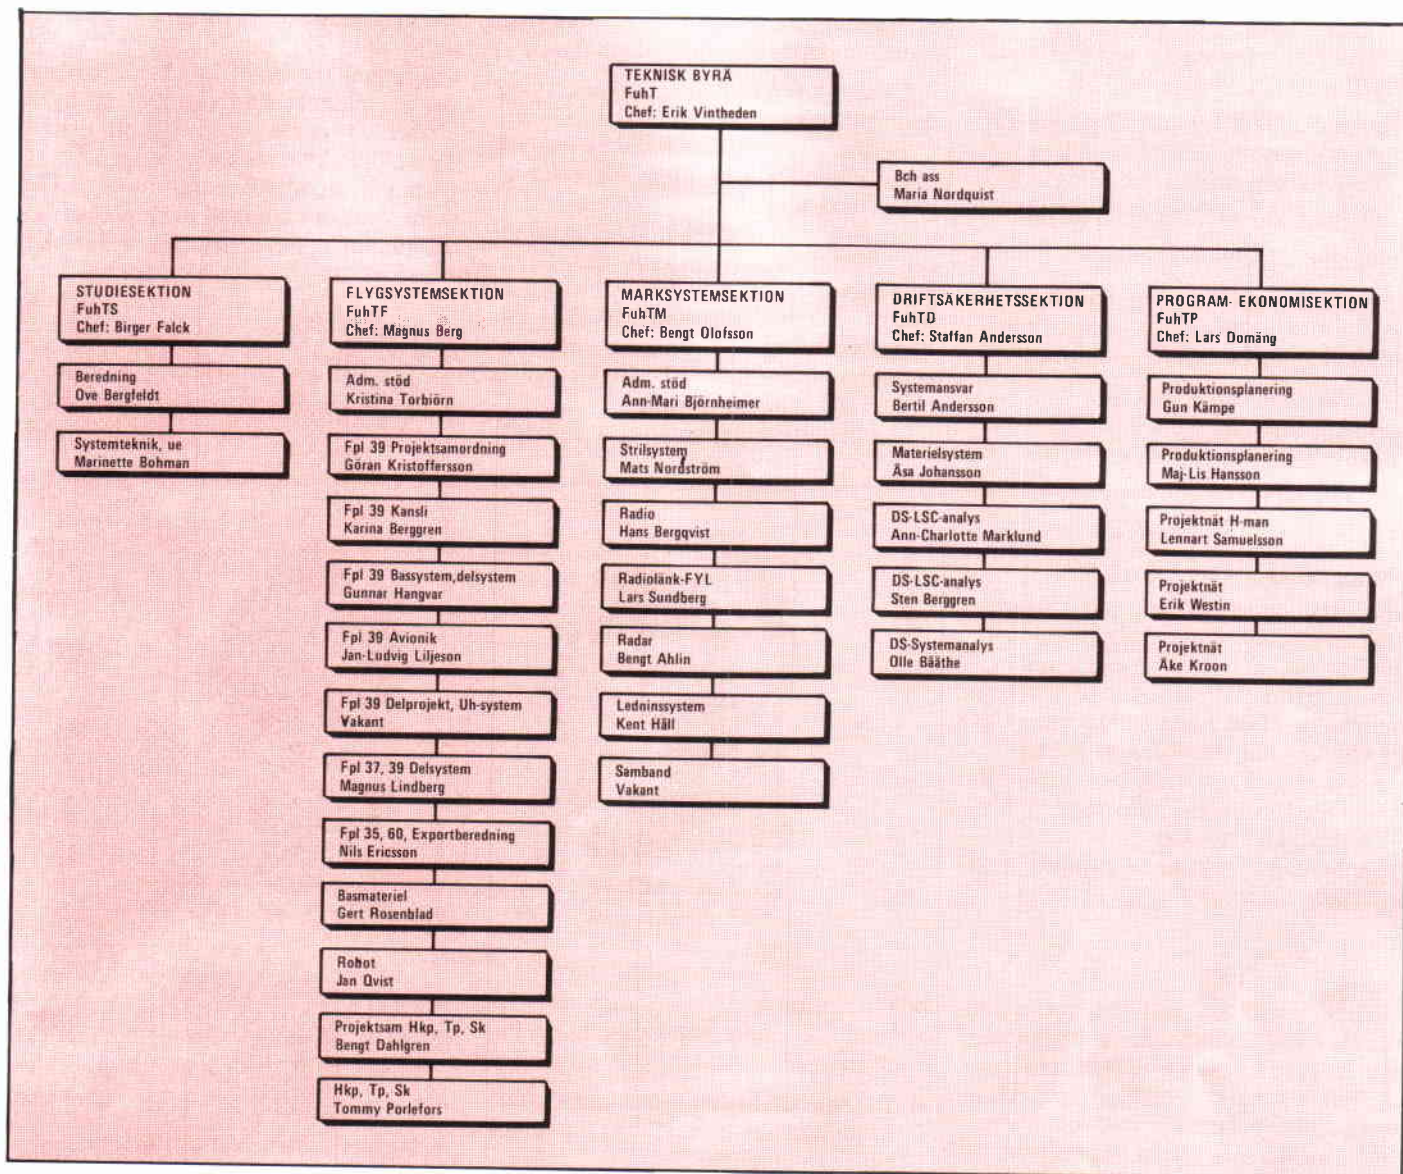 TEKNISK BYRÅ
FuhT
Chef: Erik Vintheden
Bch ass
Maria Nordquist
STUDIESEKTION
FuhTS
Chef: Birger Falck
Beredning
Ove Bergfeldt
Systemteknik, ue
Marinette Bohman
FLYGSYSTEMSEKTION
FuhTF
Chef: Magnus Berg
Adm. stöd
Kristina Torbiörn
Fpl 39 Projektsamordning
Göran Kristoffersson
Fpl 39 Kansli
Karina Berggren
Fpl 39 Bassystem,delsystem
Gunnar Hangvar
Fpl 39 Avionik
Jan-Ludvig Liljeson
Fpl 39 Delprojekt, Uh-system
Vakant
Fpl 37, 39 Delsystem
Magnus Lindberg
Fpl 35, 60, Exportberedning
Nils Ericsson
Basmateriel
Gert Rosenblad
Robot
Jan Qvist
Projektsam Hkp, Tp, Sk
Bengt Dahlgren
Hkp, Tp, Sk
Tommy Porlefors
MARKSYSTEMSEKTION
FuhTM
Chef: Bengt Olofsson
Adm. stöd
Ann-Mari Björnheimer
Strilsystem
Mats Nordström
Radio
Hans Bergqvist
Radiolänk-FYL
Lars Sundberg
Radar
Bengt Ahlin
Ledninssystem
Kent Häll
Samband
Vakant
DRIFTSÄKERHETSSEKTION
FuhTD
Chef: Staffan Andersson
Systemansvar
Bertil Andersson
Materielsystem
Åsa Johansson
DS-LSC-analys
Ann-Charlotte Marklund
DS-LSC-analys
Sten Berggren
DS-Systemanalys
Olle Bååthe
PROGRAM- EKONOMISEKTION
FuhTP
Chef: Lars Domäng
Produktionsplanering
Gun Kämpe
Produktionsplanering
Maj-Lis Hansson
Projektnät H-man
Lennart Samuelsson
Projektnät
Erik Westin
Projektnät
Åke Kroon